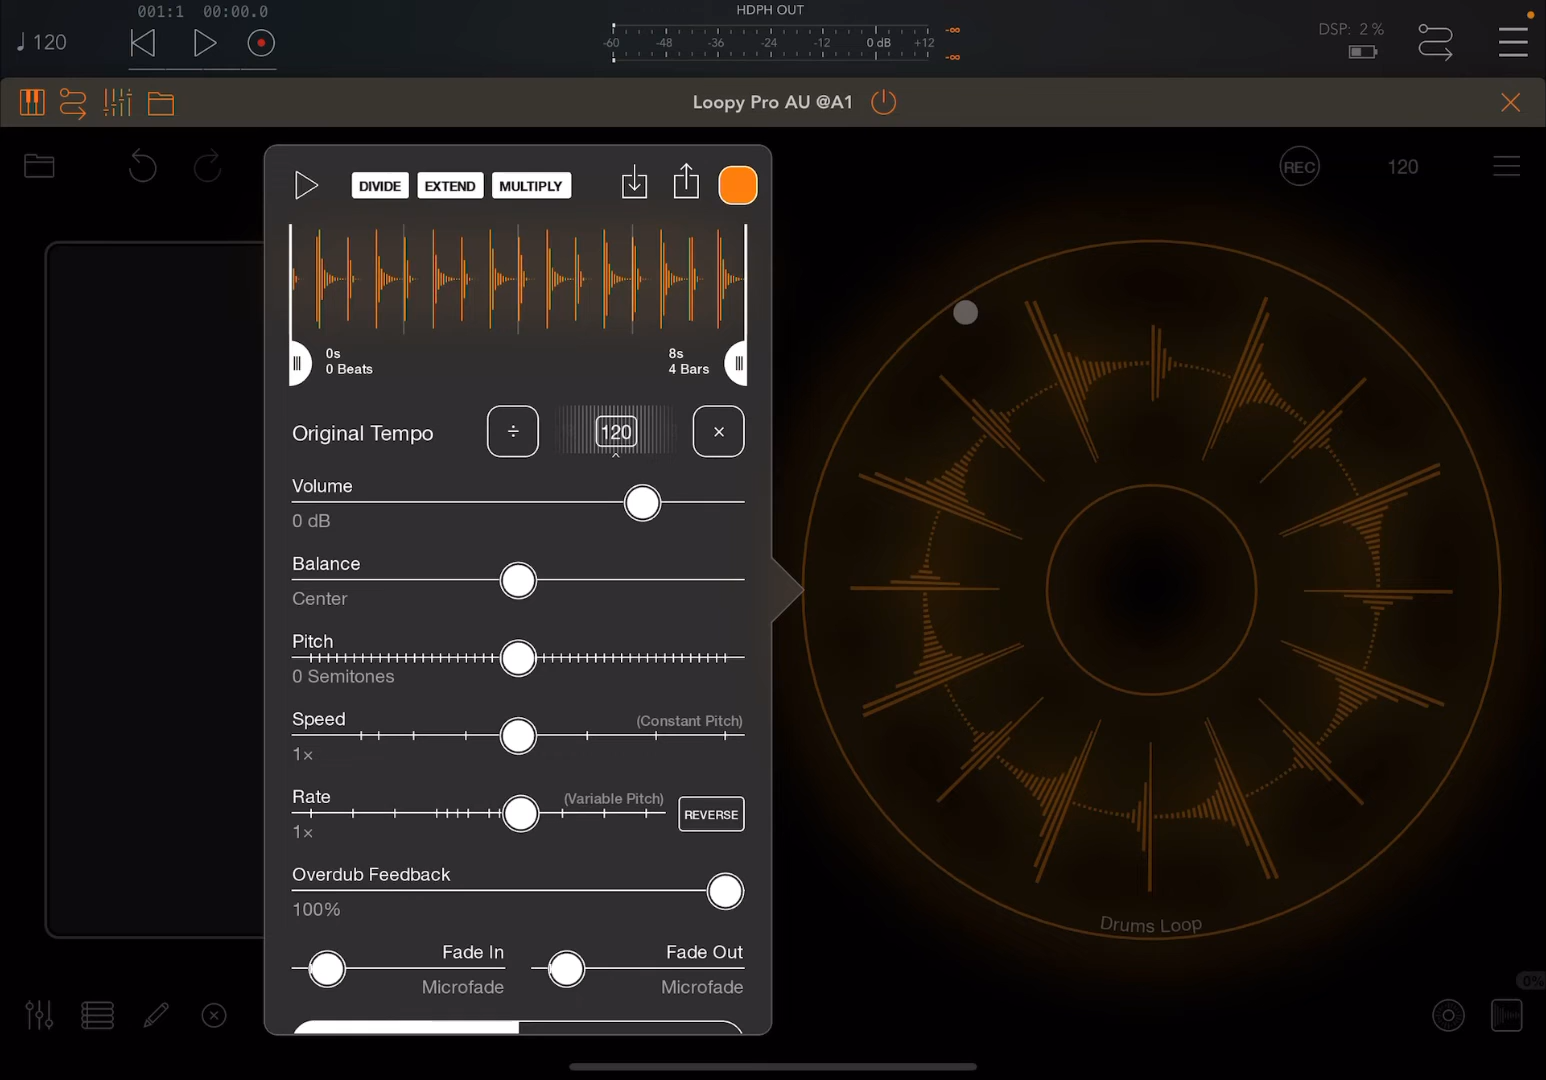 001:1 00:00.0
♩ 120
HDPH OUT
-60 -48 -36 -24 -12 0 dB +12
-∞
-∞
DSP: 2 %
Loopy Pro AU @A1
DIVIDE EXTEND MULTIPLY
REC
120
0s
0 Beats
8s
4 Bars
Original Tempo ÷ 120 ×
Volume
0 dB
Balance
Center
Pitch
0 Semitones
Speed (Constant Pitch)
1×
Rate (Variable Pitch) REVERSE
1×
Overdub Feedback
100%
Fade In
Microfade
Fade Out
Microfade
Drums Loop
0%